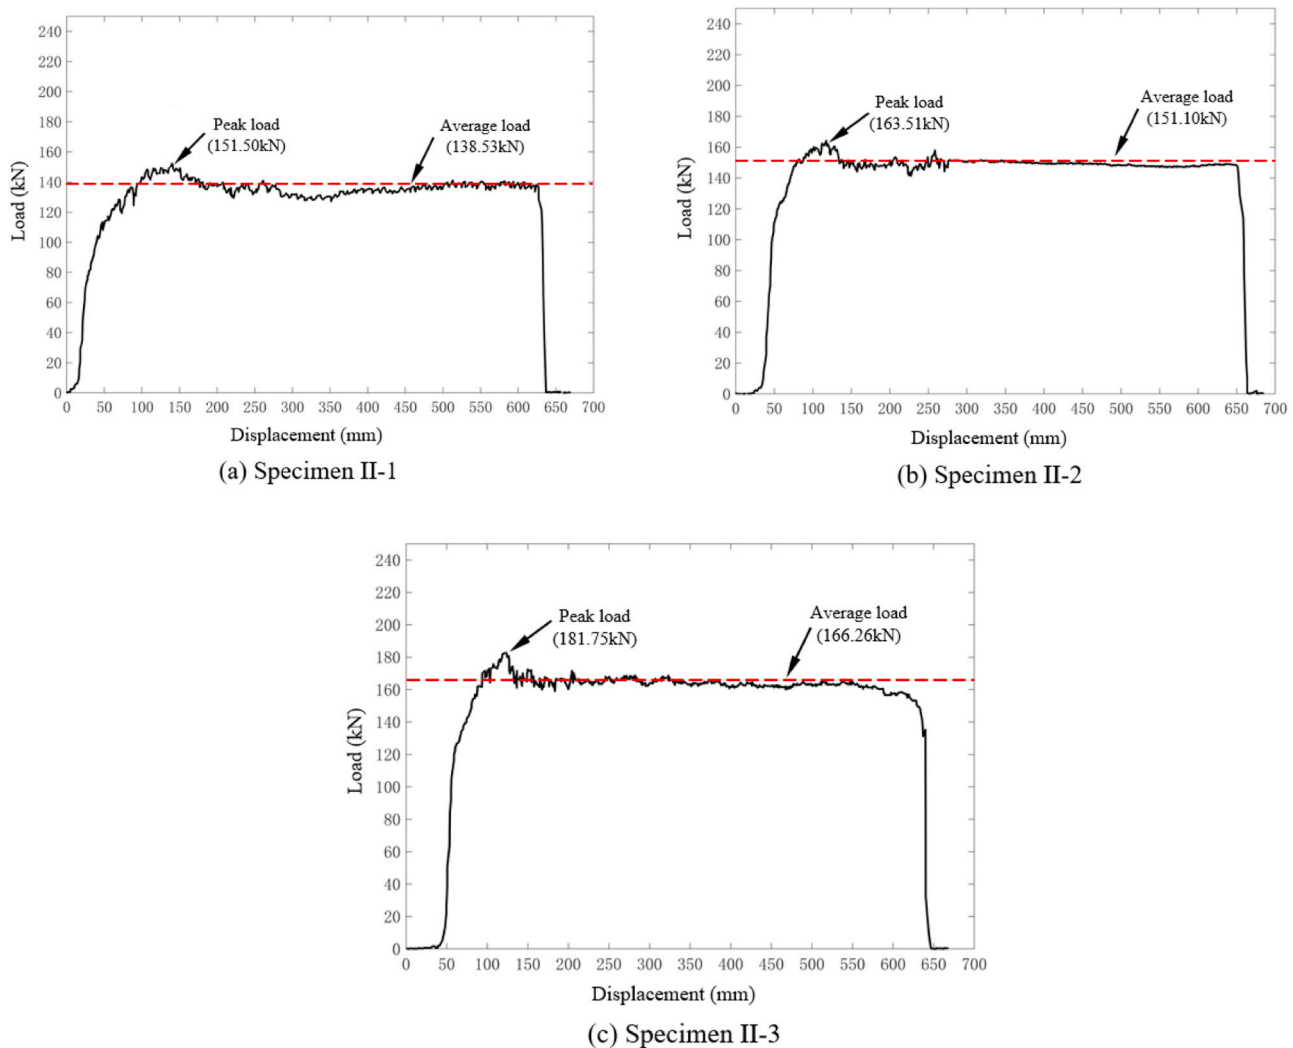 240
220
200
180
160
140
120
100
80
60
40
20
0
Load (kN)
Peak load
(151.50kN)
Average load
(138.53kN)
0 50 100 150 200 250 300 350 400 450 500 550 600 650 700
Displacement (mm)
(a) Specimen II-1
240
220
200
180
160
140
120
100
80
60
40
20
0
Load (kN)
Peak load
(163.51kN)
Average load
(151.10kN)
0 50 100 150 200 250 300 350 400 450 500 550 600 650 700
Displacement (mm)
(b) Specimen II-2
240
220
200
180
160
140
120
100
80
60
40
20
0
Load (kN)
Peak load
(181.75kN)
Average load
(166.26kN)
0 50 100 150 200 250 300 350 400 450 500 550 600 650 700
Displacement (mm)
(c) Specimen II-3